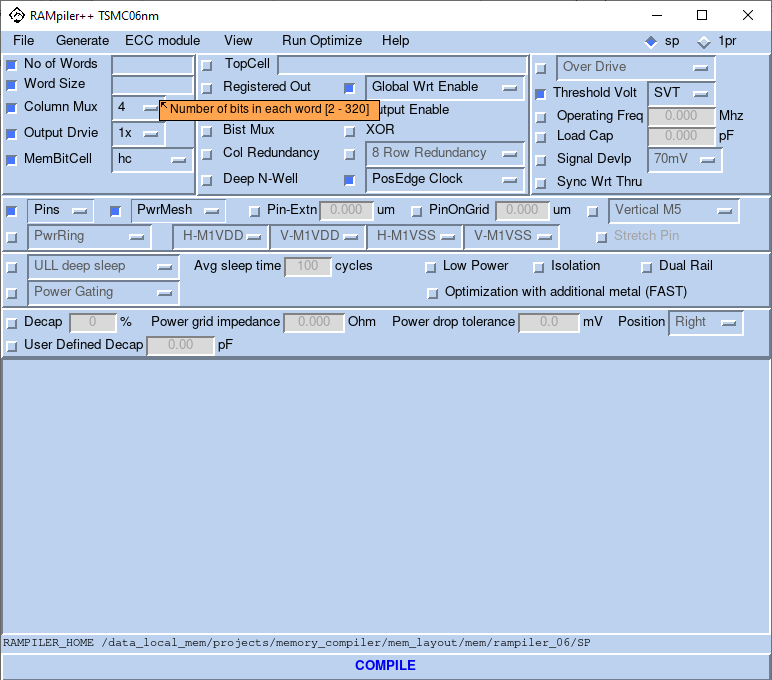 RAMpiler++ TSMC06nm
File Generate ECC module View Run Optimize Help sp 1pr
No of Words TopCell Over Drive
Word Size Registered Out Global Wrt Enable Threshold Volt SVT
Column Mux 4 Number of bits in each word [2 - 320] utput Enable Operating Freq 0.000 Mhz
Output Drvie 1x Bist Mux XOR Load Cap 0.000 pF
MemBitCell hc Col Redundancy 8 Row Redundancy Signal Devlp 70mV
Deep N-Well PosEdge Clock Sync Wrt Thru
Pins PwrMesh Pin-Extn 0.000 um PinOnGrid 0.000 um Vertical M5
PwrRing H-M1VDD V-M1VDD H-M1VSS V-M1VSS Stretch Pin
ULL deep sleep Avg sleep time 100 cycles Low Power Isolation Dual Rail
Power Gating Optimization with additional metal (FAST)
Decap 0 % Power grid impedance 0.000 Ohm Power drop tolerance 0.0 mV Position Right
User Defined Decap 0.00 pF
RAMPILER_HOME /data_local_mem/projects/memory_compiler/mem_layout/mem/rampiler_06/SP
COMPILE